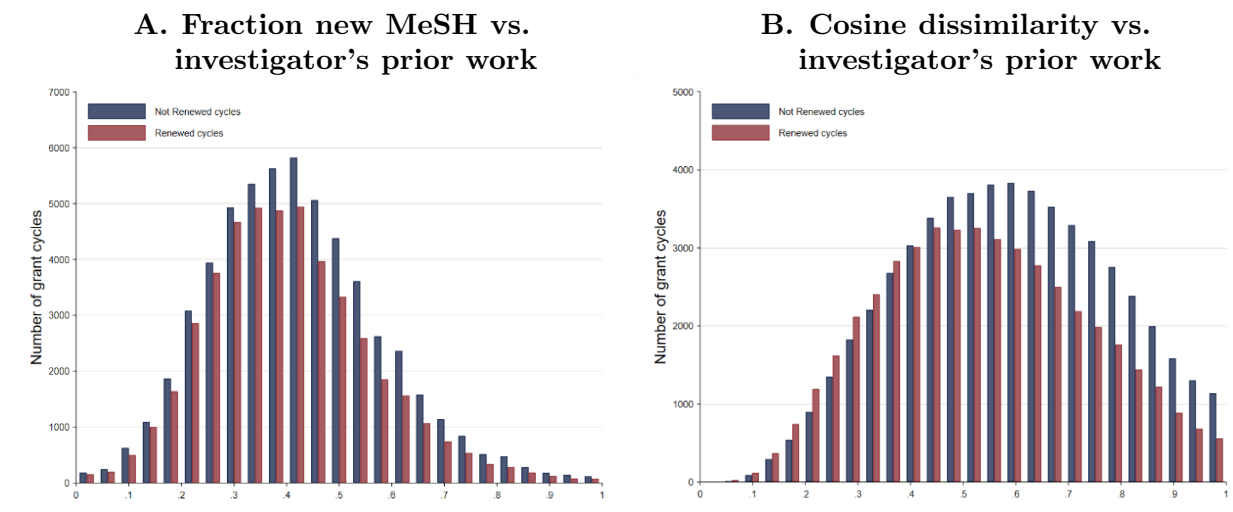 A. Fraction new MeSH vs.
investigator's prior work
7000
6000
5000
4000
3000
2000
1000
0
Number of grant cycles
Not Renewed cycles
Renewed cycles
0 .1 .2 .3 .4 .5 .6 .7 .8 .9 1
B. Cosine dissimilarity vs.
investigator's prior work
5000
4000
3000
2000
1000
0
Number of grant cycles
Not Renewed cycles
Renewed cycles
0 .1 .2 .3 .4 .5 .6 .7 .8 .9 1